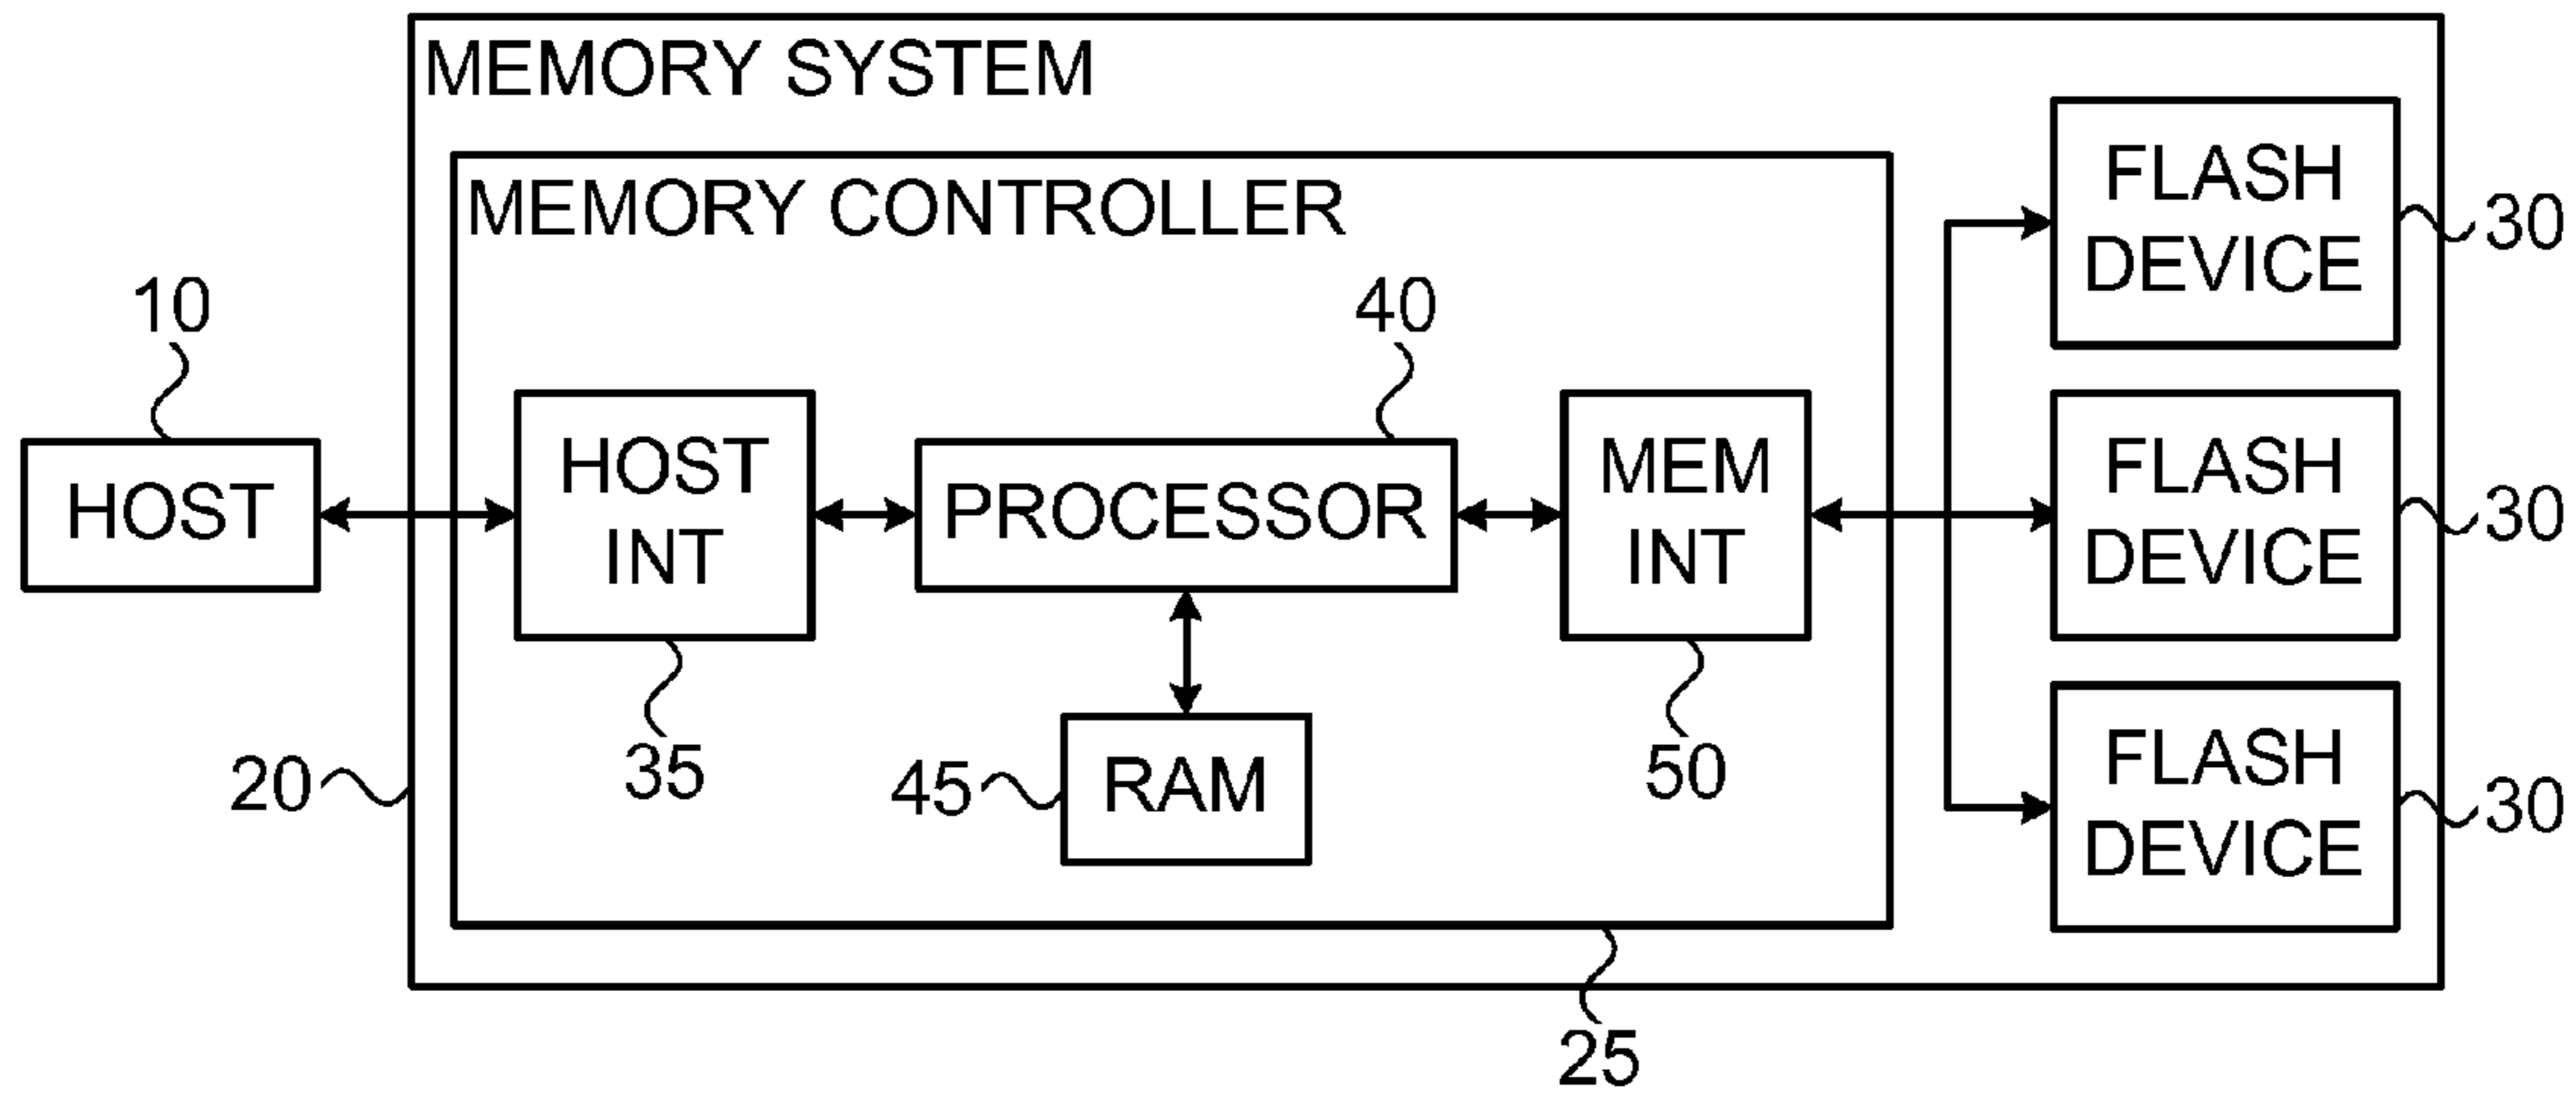 MEMORY SYSTEM
MEMORY CONTROLLER
10
HOST
20
HOST
INT
35
40
PROCESSOR
45
RAM
MEM
INT
50
25
FLASH
DEVICE
30
FLASH
DEVICE
30
FLASH
DEVICE
30